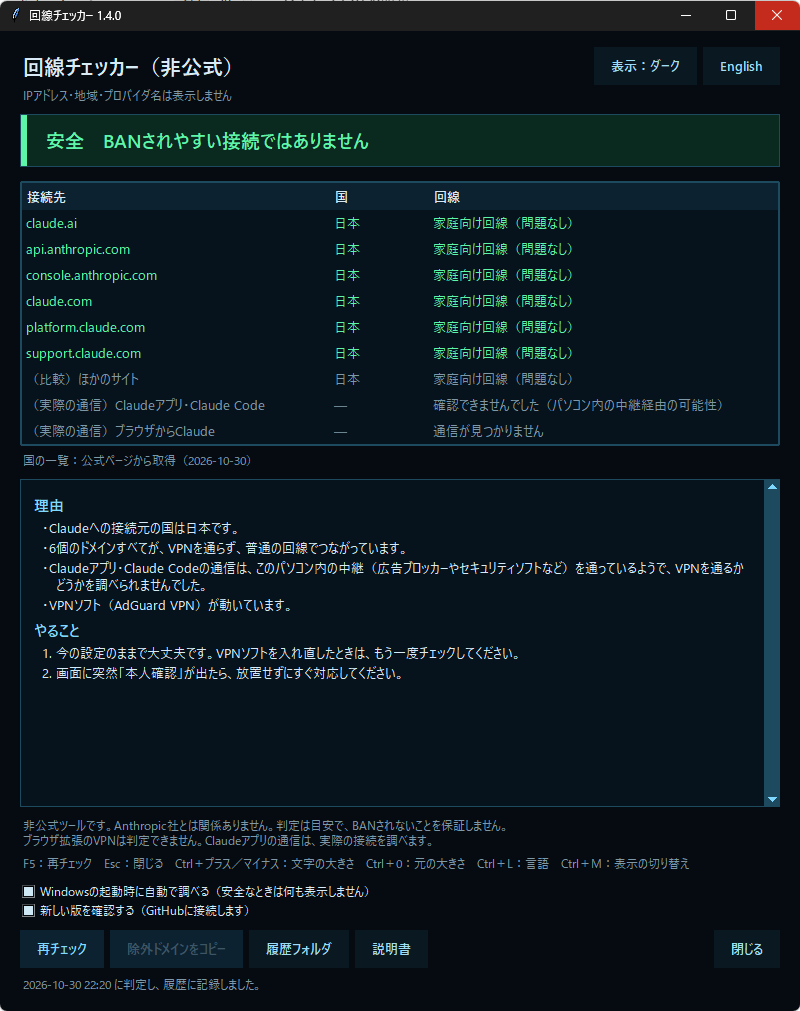 回線チェッカー 1.4.0
回線チェッカー（非公式）
表示：ダーク English
IPアドレス・地域・プロバイダ名は表示しません
安全 BANされやすい接続ではありません
接続先 国 回線
claude.ai 日本 家庭向け回線（問題なし）
api.anthropic.com 日本 家庭向け回線（問題なし）
console.anthropic.com 日本 家庭向け回線（問題なし）
claude.com 日本 家庭向け回線（問題なし）
platform.claude.com 日本 家庭向け回線（問題なし）
support.claude.com 日本 家庭向け回線（問題なし）
（比較）ほかのサイト 日本 家庭向け回線（問題なし）
（実際の通信）Claudeアプリ・Claude Code — 確認できませんでした（パソコン内の中継経由の可能性）
（実際の通信）ブラウザからClaude — 通信が見つかりません
国の一覧：公式ページから取得（2026-10-30）
理由
・Claudeへの接続元の国は日本です。
・6個のドメインすべてが、VPNを通らず、普通の回線でつながっています。
・Claudeアプリ・Claude Codeの通信は、このパソコン内の中継（広告ブロッカーやセキュリティソフトなど）を通っているようで、VPNを通るか
どうかを調べられませんでした。
・VPNソフト（AdGuard VPN）が動いています。
やること
1. 今の設定のままで大丈夫です。VPNソフトを入れ直したときは、もう一度チェックしてください。
2. 画面に突然「本人確認」が出たら、放置せずにすぐ対応してください。
非公式ツールです。Anthropic社とは関係ありません。判定は目安で、BANされないことを保証しません。
ブラウザ拡張のVPNは判定できません。Claudeアプリの通信は、実際の接続を調べます。
F5：再チェック Esc：閉じる Ctrl＋プラス／マイナス：文字の大きさ Ctrl＋0：元の大きさ Ctrl＋L：言語 Ctrl＋M：表示の切り替え
Windowsの起動時に自動で調べる（安全なときは何も表示しません）
新しい版を確認する（GitHubに接続します）
再チェック 除外ドメインをコピー 履歴フォルダ 説明書 閉じる
2026-10-30 22:20 に判定し、履歴に記録しました。